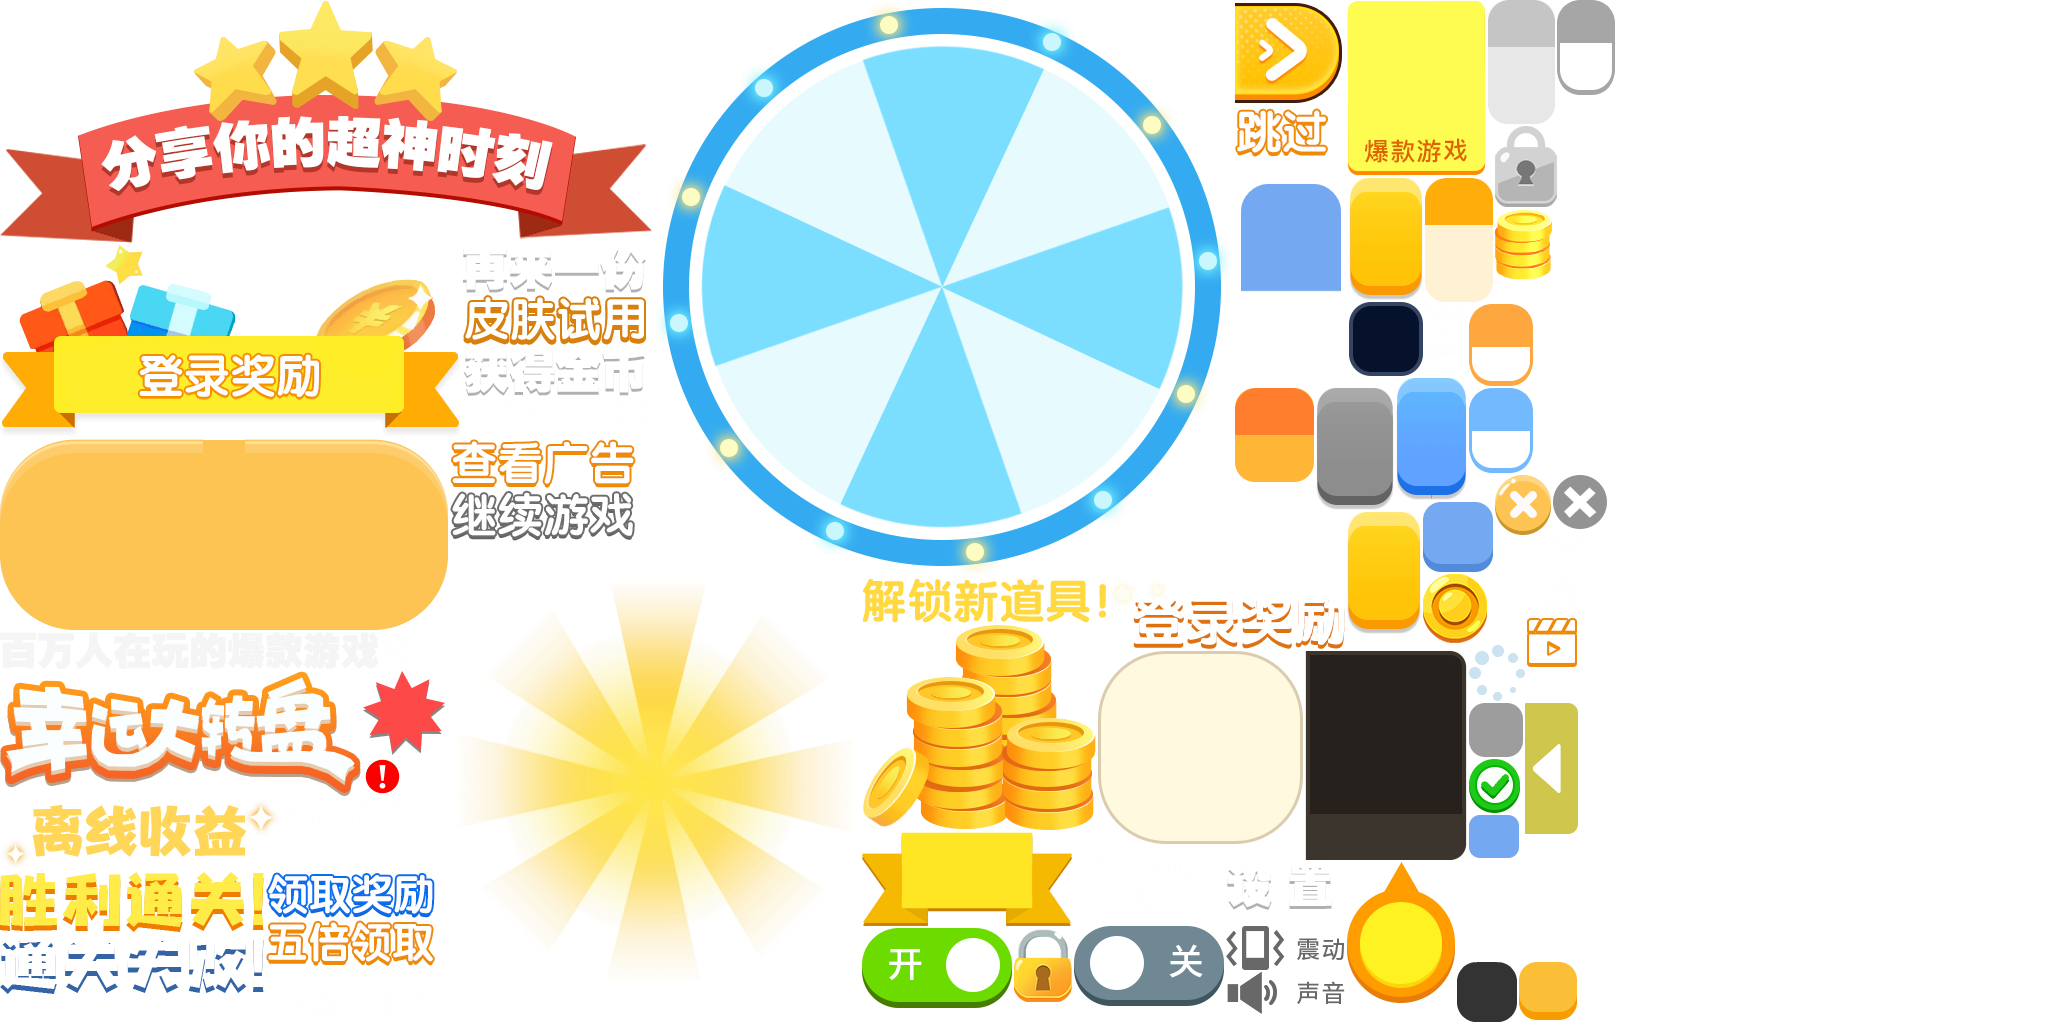 分享你的超神时刻
跳过
爆款游戏
再来一份
皮肤试用
获得金币
登录奖励
查看广告
继续游戏
解锁新道具!
登录奖励
百万人在玩的爆款游戏
幸运大转盘
离线收益
胜利通关!
领取奖励
五倍领取
通关失败!
设置
开
关
震动
声音